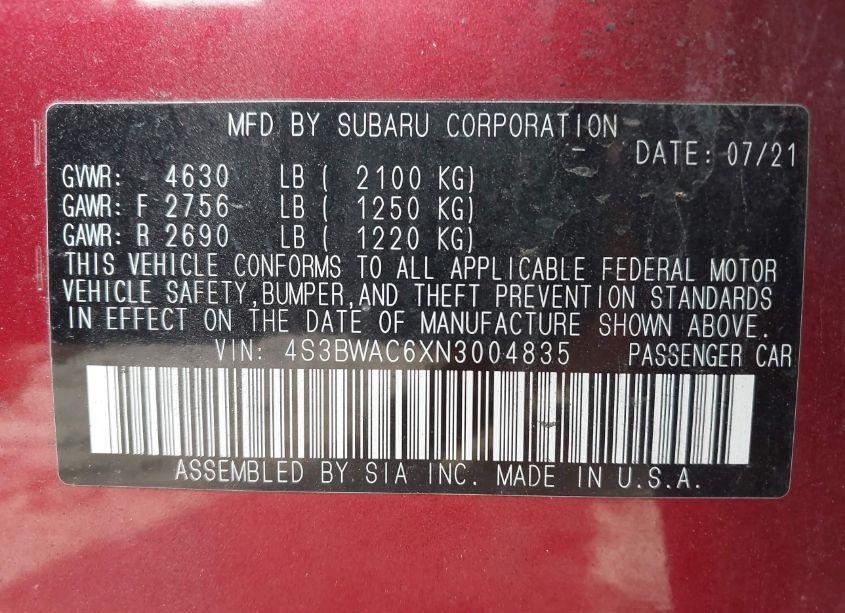 MFD BY SUBARU CORPORATION
DATE: 07/21
GVWR: 4630 LB ( 2100 KG)
GAWR: F 2756 LB ( 1250 KG)
GAWR: R 2690 LB ( 1220 KG)
THIS VEHICLE CONFORMS TO ALL APPLICABLE FEDERAL MOTOR
VEHICLE SAFETY,BUMPER,AND THEFT PREVENTION STANDARDS
IN EFFECT ON THE DATE OF MANUFACTURE SHOWN ABOVE.
VIN: 4S3BWAC6XN3004835 PASSENGER CAR
ASSEMBLED BY SIA INC. MADE IN U.S.A.